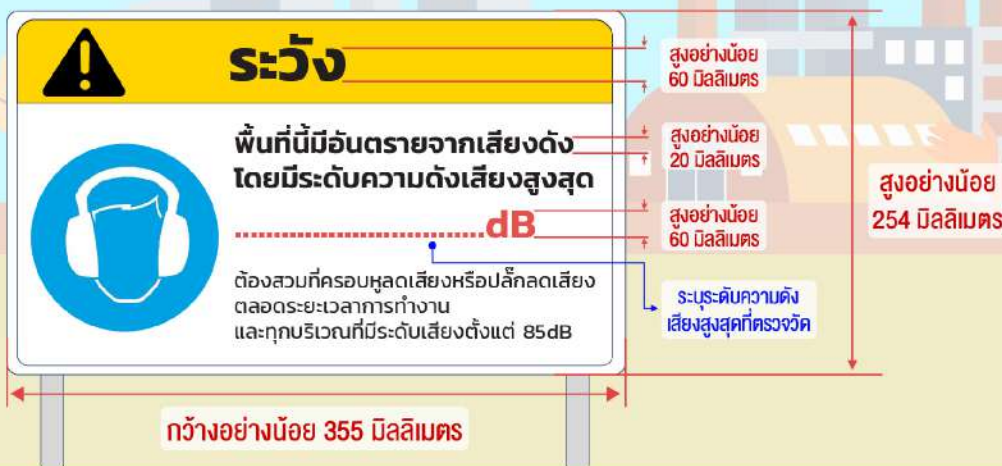 ระวัง
สูงอย่างน้อย
60 มิลลิเมตร
พื้นที่นี้มีอันตรายจากเสียงดัง
โดยมีระดับความดังเสียงสูงสุด
สูงอย่างน้อย
20 มิลลิเมตร
สูงอย่างน้อย
254 มิลลิเมตร
................................dB
สูงอย่างน้อย
60 มิลลิเมตร
ต้องสวมที่ครอบหูลดเสียงหรือปลั๊กลดเสียง
ตลอดระยะเวลาการทำงาน
และทุกบริเวณที่มีระดับเสียงตั้งแต่ 85dB
ระบุระดับความดัง
เสียงสูงสุดที่ตรวจวัด
กว้างอย่างน้อย 355 มิลลิเมตร